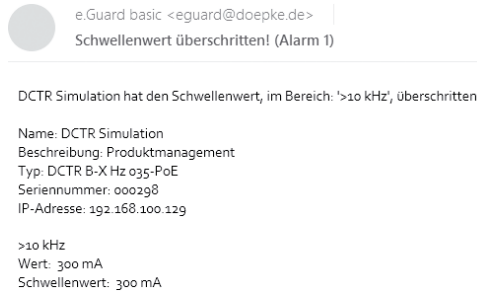 e.Guard basic <eguard@doepke.de>
Schwellenwert überschritten! (Alarm 1)
DCTR Simulation hat den Schwellenwert, im Bereich: '>10 kHz', überschritten
Name: DCTR Simulation
Beschreibung: Produktmanagement
Typ: DCTR B-X Hz 035-PoE
Seriennummer: 000298
IP-Adresse: 192.168.100.129
>10 kHz
Wert: 300 mA
Schwellenwert: 300 mA